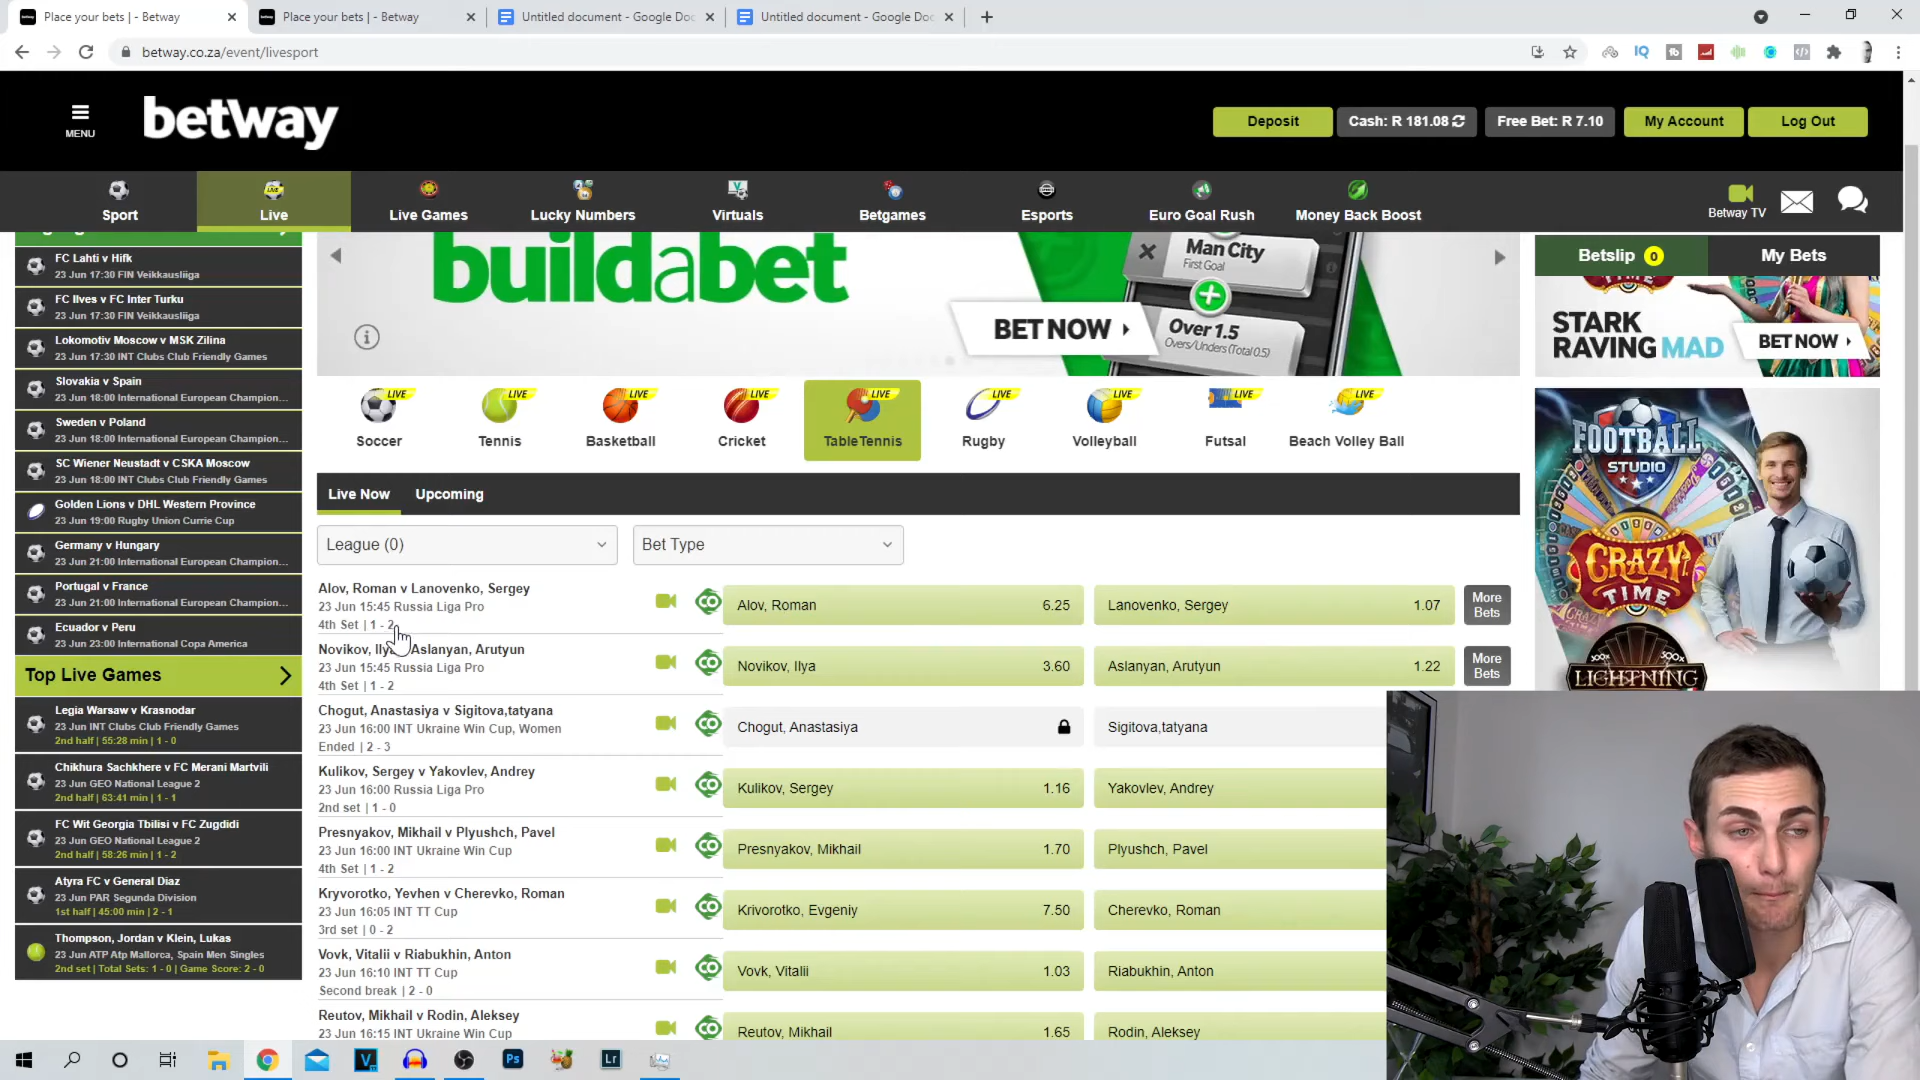 Place your bets | - Betway
Place your bets | - Betway
Untitled document - Google Doc
Untitled document - Google Doc
betway.co.za/event/livesport
MENU
betway
Deposit
Cash: R 181.08
Free Bet: R 7.10
My Account
Log Out
Sport
Live
Live Games
Lucky Numbers
Virtuals
Betgames
Esports
Euro Goal Rush
Money Back Boost
Betway TV
FC Lahti v Hifk
23 Jun 17:30 FIN Veikkausliiga
FC Ilves v FC Inter Turku
23 Jun 17:30 FIN Veikkausliiga
Lokomotiv Moscow v MSK Zilina
23 Jun 17:30 INT Clubs Club Friendly Games
Slovakia v Spain
23 Jun 18:00 International European Champion...
Sweden v Poland
23 Jun 18:00 International European Champion...
SC Wiener Neustadt v CSKA Moscow
23 Jun 18:00 INT Clubs Club Friendly Games
Golden Lions v DHL Western Province
23 Jun 19:00 Rugby Union Currie Cup
Germany v Hungary
23 Jun 21:00 International European Champion...
Portugal v France
23 Jun 21:00 International European Champion...
Ecuador v Peru
23 Jun 23:00 International Copa America
Top Live Games
Legia Warsaw v Krasnodar
23 Jun INT Clubs Club Friendly Games
2nd half | 55:28 min | 1 - 0
Chikhura Sachkhere v FC Merani Martvili
23 Jun GEO National League 2
2nd half | 63:41 min | 1 - 1
FC Wit Georgia Tbilisi v FC Zugdidi
23 Jun GEO National League 2
2nd half | 58:26 min | 1 - 2
Atyra FC v General Diaz
23 Jun PAR Segunda Division
1st half | 45:00 min | 2 - 1
Thompson, Jordan v Klein, Lukas
23 Jun ATP Atp Mallorca, Spain Men Singles
2nd set | Total Sets: 1 - 0 | Game Score: 2 - 0
buildabet
BET NOW
Man City
First Goal
Over 1.5
Overs/Unders (Total 0.5)
LIVE
Soccer
LIVE
Tennis
LIVE
Basketball
LIVE
Cricket
LIVE
TableTennis
LIVE
Rugby
LIVE
Volleyball
LIVE
Futsal
LIVE
Beach Volley Ball
Live Now
Upcoming
League (0)
Bet Type
Alov, Roman v Lanovenko, Sergey
23 Jun 15:45 Russia Liga Pro
4th Set | 1 - 2
Alov, Roman 6.25
Lanovenko, Sergey 1.07
More Bets
Novikov, Ilya Aslanyan, Arutyun
23 Jun 15:45 Russia Liga Pro
4th Set | 1 - 2
Novikov, Ilya 3.60
Aslanyan, Arutyun 1.22
More Bets
Chogut, Anastasiya v Sigitova,tatyana
23 Jun 16:00 INT Ukraine Win Cup, Women
Ended | 2 - 3
Chogut, Anastasiya
Sigitova,tatyana
Kulikov, Sergey v Yakovlev, Andrey
23 Jun 16:00 Russia Liga Pro
2nd set | 1 - 0
Kulikov, Sergey 1.16
Yakovlev, Andrey
Presnyakov, Mikhail v Plyushch, Pavel
23 Jun 16:00 INT Ukraine Win Cup
4th Set | 1 - 2
Presnyakov, Mikhail 1.70
Plyushch, Pavel
Kryvorotko, Yevhen v Cherevko, Roman
23 Jun 16:05 INT TT Cup
3rd set | 0 - 2
Krivorotko, Evgeniy 7.50
Cherevko, Roman
Vovk, Vitalii v Riabukhin, Anton
23 Jun 16:10 INT TT Cup
Second break | 2 - 0
Vovk, Vitalii 1.03
Riabukhin, Anton
Reutov, Mikhail v Rodin, Aleksey
23 Jun 16:15 INT Ukraine Win Cup
Reutov, Mikhail 1.65
Rodin, Aleksey
Betslip 0
My Bets
STARK
RAVING MAD
BET NOW
FOOTBALL
STUDIO
CRAZY
TIME
LIGHTNING